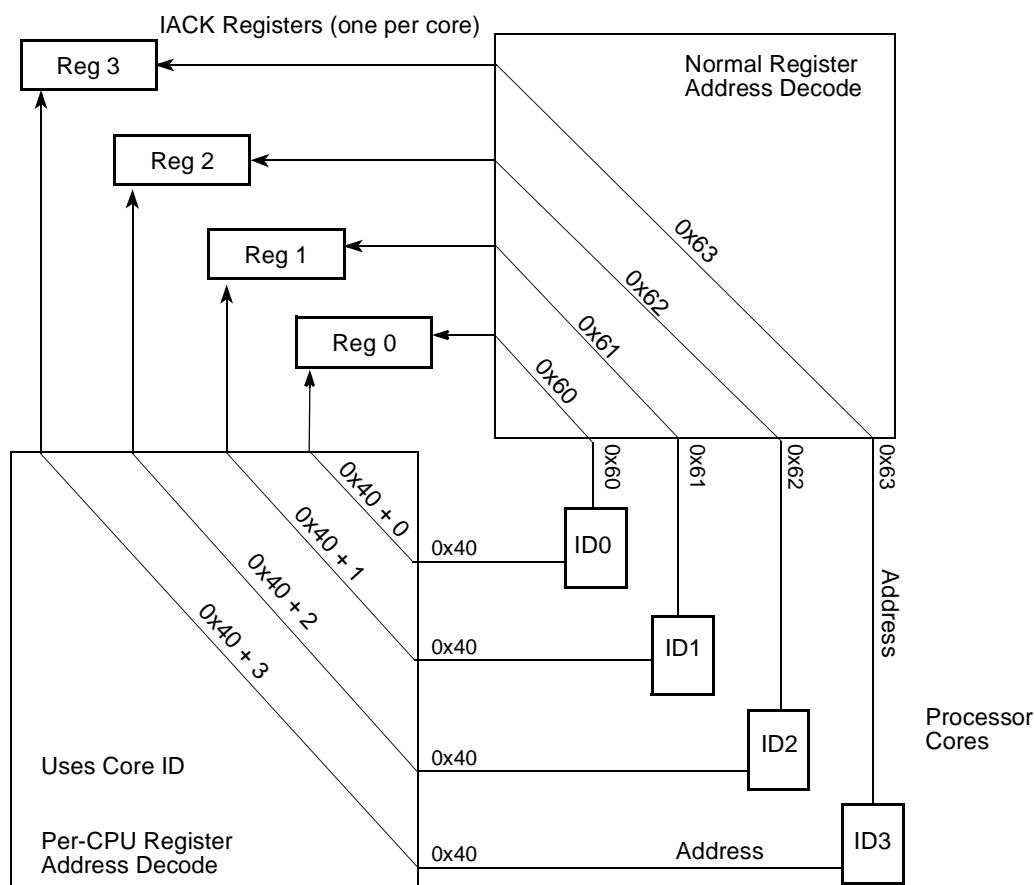 IACK Registers (one per core)
Reg 3
Normal Register
Address Decode
Reg 2
0x63
Reg 1
0x62
0x61
Reg 0
0x60
0x60
0x61
0x62
0x63
0x40 + 0
0x40
ID0
0x40 + 1
Address
0x40 + 2
0x40
ID1
0x40 + 3
Processor
Cores
Uses Core ID
0x40
ID2
Per-CPU Register
Address Decode
0x40
Address
ID3